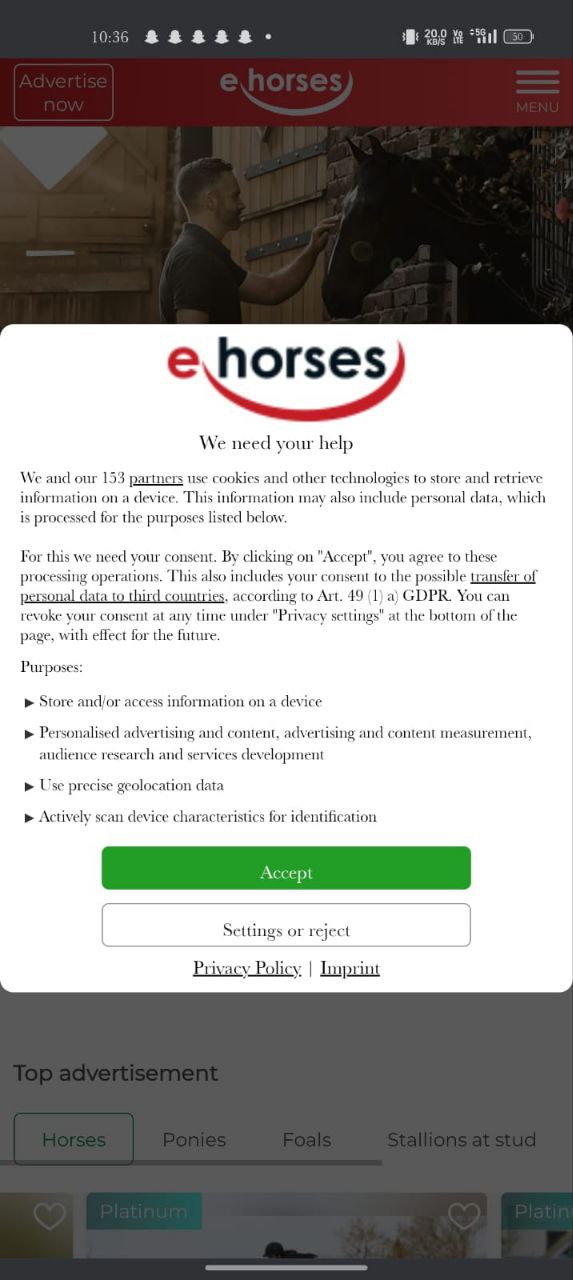 10:36
20.0 KB/S
Vo LTE
5G
50
Advertise
now
e.horses
MENU
e.horses
We need your help
We and our 153 partners use cookies and other technologies to store and retrieve
information on a device. This information may also include personal data, which
is processed for the purposes listed below.
For this we need your consent. By clicking on "Accept", you agree to these
processing operations. This also includes your consent to the possible transfer of
personal data to third countries, according to Art. 49 (1) a) GDPR. You can
revoke your consent at any time under "Privacy settings" at the bottom of the
page, with effect for the future.
Purposes:
▶ Store and/or access information on a device
▶ Personalised advertising and content, advertising and content measurement,
audience research and services development
▶ Use precise geolocation data
▶ Actively scan device characteristics for identification
Accept
Settings or reject
Privacy Policy | Imprint
Top advertisement
Horses Ponies Foals Stallions at stud
Platinum
Platin